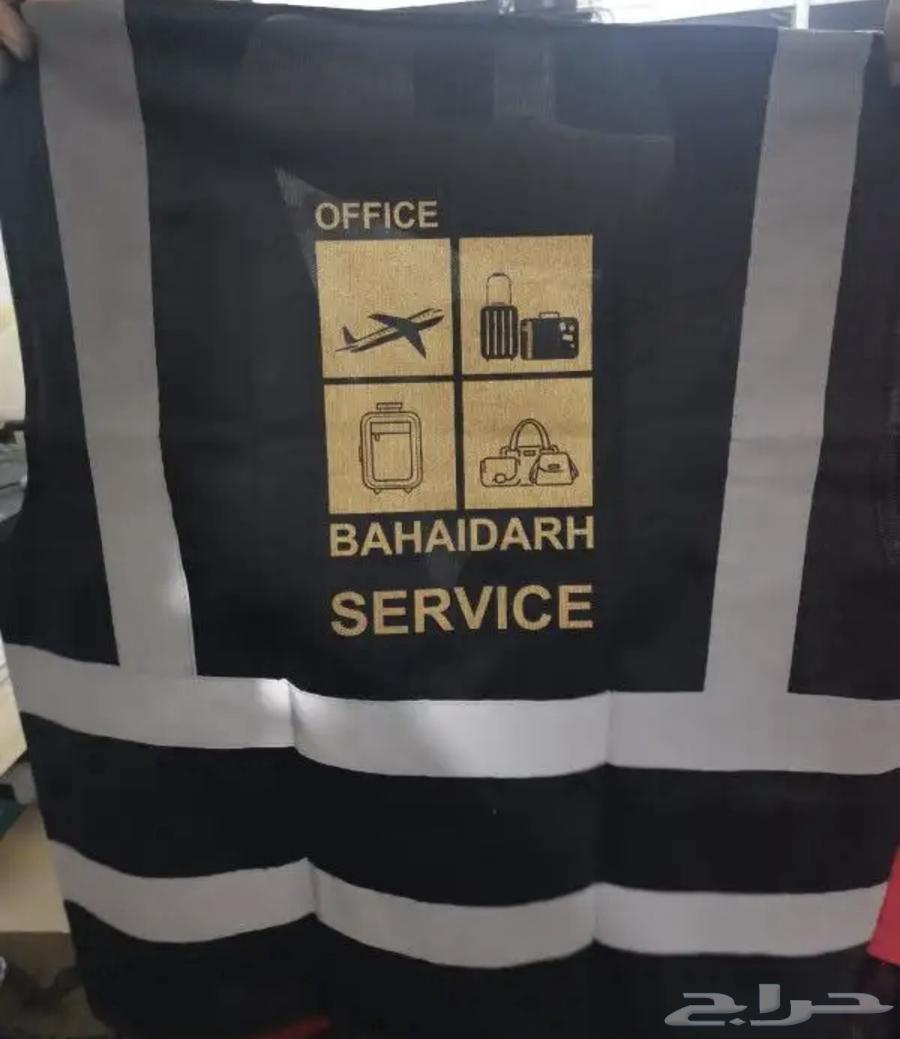 OFFICE
BAHAIDARH
SERVICE
حراج